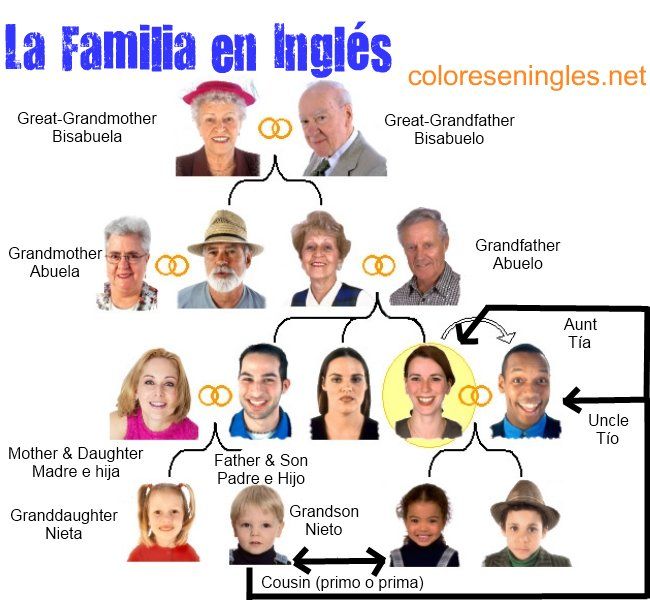 La Familia en Inglés
coloreseningles.net
Great-Grandmother
Bisabuela
Great-Grandfather
Bisabuelo
Grandmother
Abuela
Grandfather
Abuelo
Aunt
Tía
Uncle
Tío
Mother & Daughter
Madre e hija
Father & Son
Padre e Hijo
Granddaughter
Nieta
Grandson
Nieto
Cousin (primo o prima)